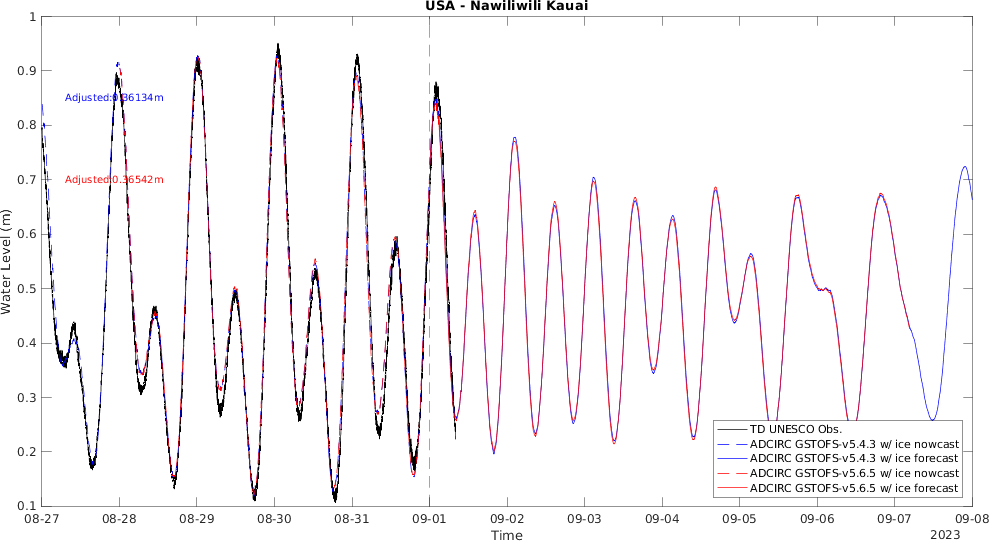 USA - Nawiliwili Kauai
Water Level (m)
1
0.9
0.8
0.7
0.6
0.5
0.4
0.3
0.2
0.1
Adjusted:0.36134m
Adjusted:0.36542m
TD UNESCO Obs.
ADCIRC GSTOFS-v5.4.3 w/ ice nowcast
ADCIRC GSTOFS-v5.4.3 w/ ice forecast
ADCIRC GSTOFS-v5.6.5 w/ ice nowcast
ADCIRC GSTOFS-v5.6.5 w/ ice forecast
08-27 08-28 08-29 08-30 08-31 09-01 09-02 09-03 09-04 09-05 09-06 09-07 09-08
Time
2023